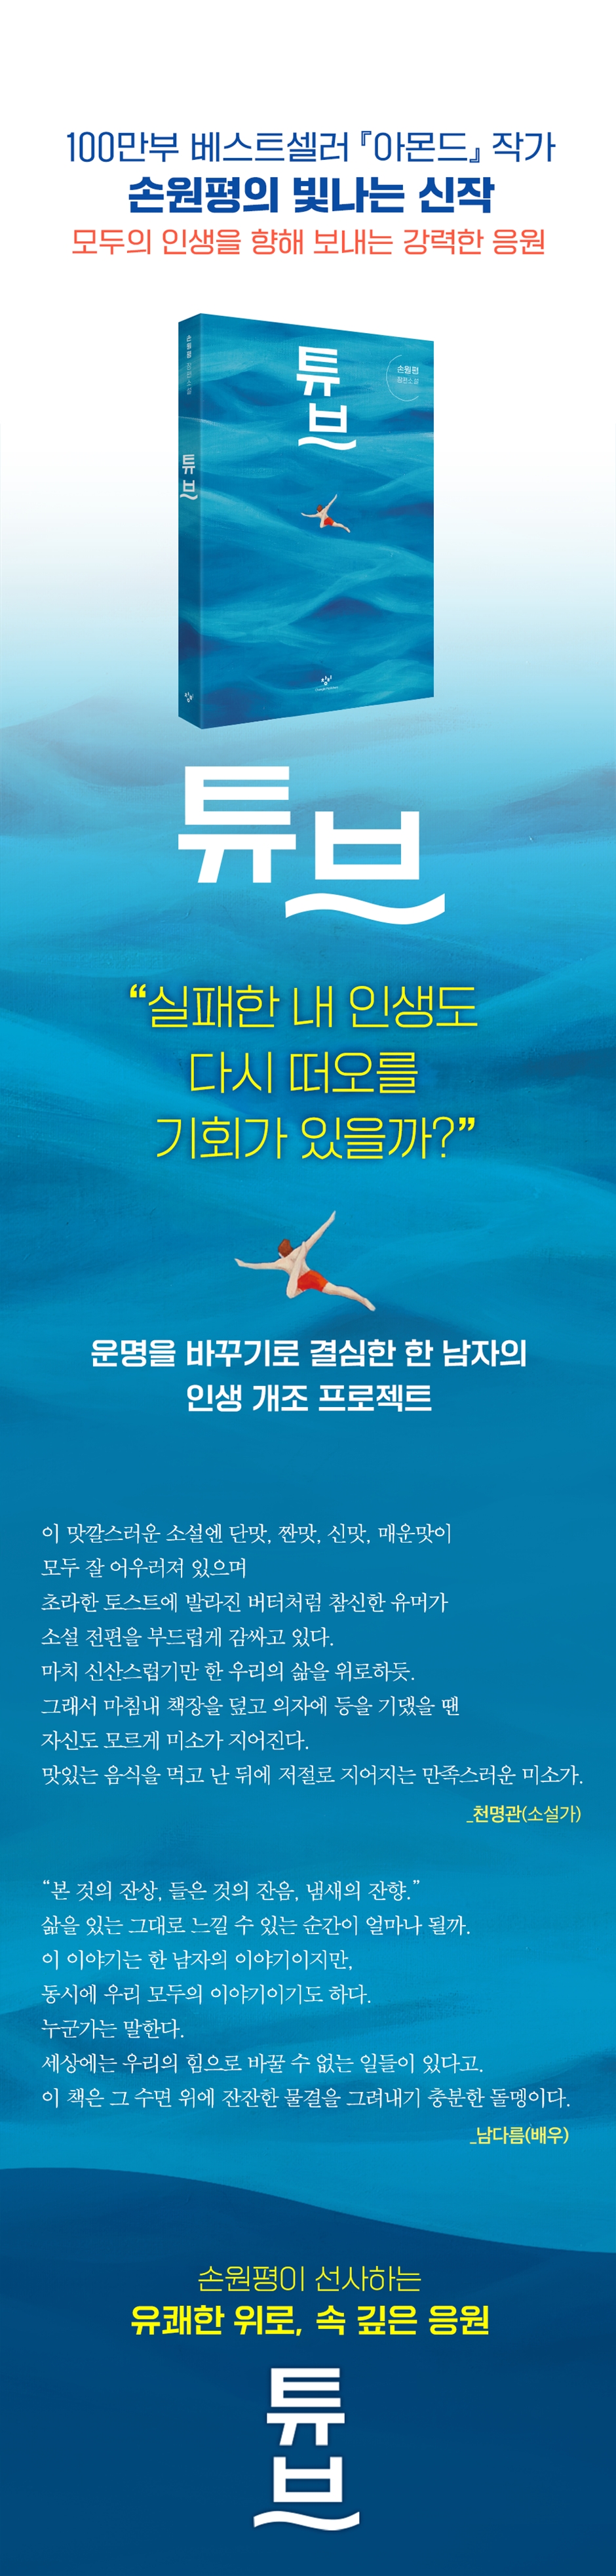 100만부 베스트셀러 『아몬드』 작가
손원평의 빛나는 신작
모두의 인생을 향해 보내는 강력한 응원
손원평 장편소설
튜브
튜
브
손원평
장편소설
창비
튜브
“실패한 내 인생도
다시 떠오를
기회가 있을까?”
운명을 바꾸기로 결심한 한 남자의
인생 개조 프로젝트
이 맛깔스러운 소설엔 단맛, 짠맛, 신맛, 매운맛이
모두 잘 어우러져 있으며
초라한 토스트에 발라진 버터처럼 참신한 유머가
소설 전편을 부드럽게 감싸고 있다.
마치 신산스럽기만 한 우리의 삶을 위로하듯.
그래서 마침내 책장을 덮고 의자에 등을 기댔을 땐
자신도 모르게 미소가 지어진다.
맛있는 음식을 먹고 난 뒤에 저절로 지어지는 만족스러운 미소가.
_천명관(소설가)
“본 것의 잔상, 들은 것의 잔음, 냄새의 잔향.”
삶을 있는 그대로 느낄 수 있는 순간이 얼마나 될까.
이 이야기는 한 남자의 이야기이지만,
동시에 우리 모두의 이야기이기도 하다.
누군가는 말한다.
세상에는 우리의 힘으로 바꿀 수 없는 일들이 있다고.
이 책은 그 수면 위에 잔잔한 물결을 그려내기 충분한 돌멩이다.
_남다름(배우)
손원평이 선사하는
유쾌한 위로, 속 깊은 응원
튜
브